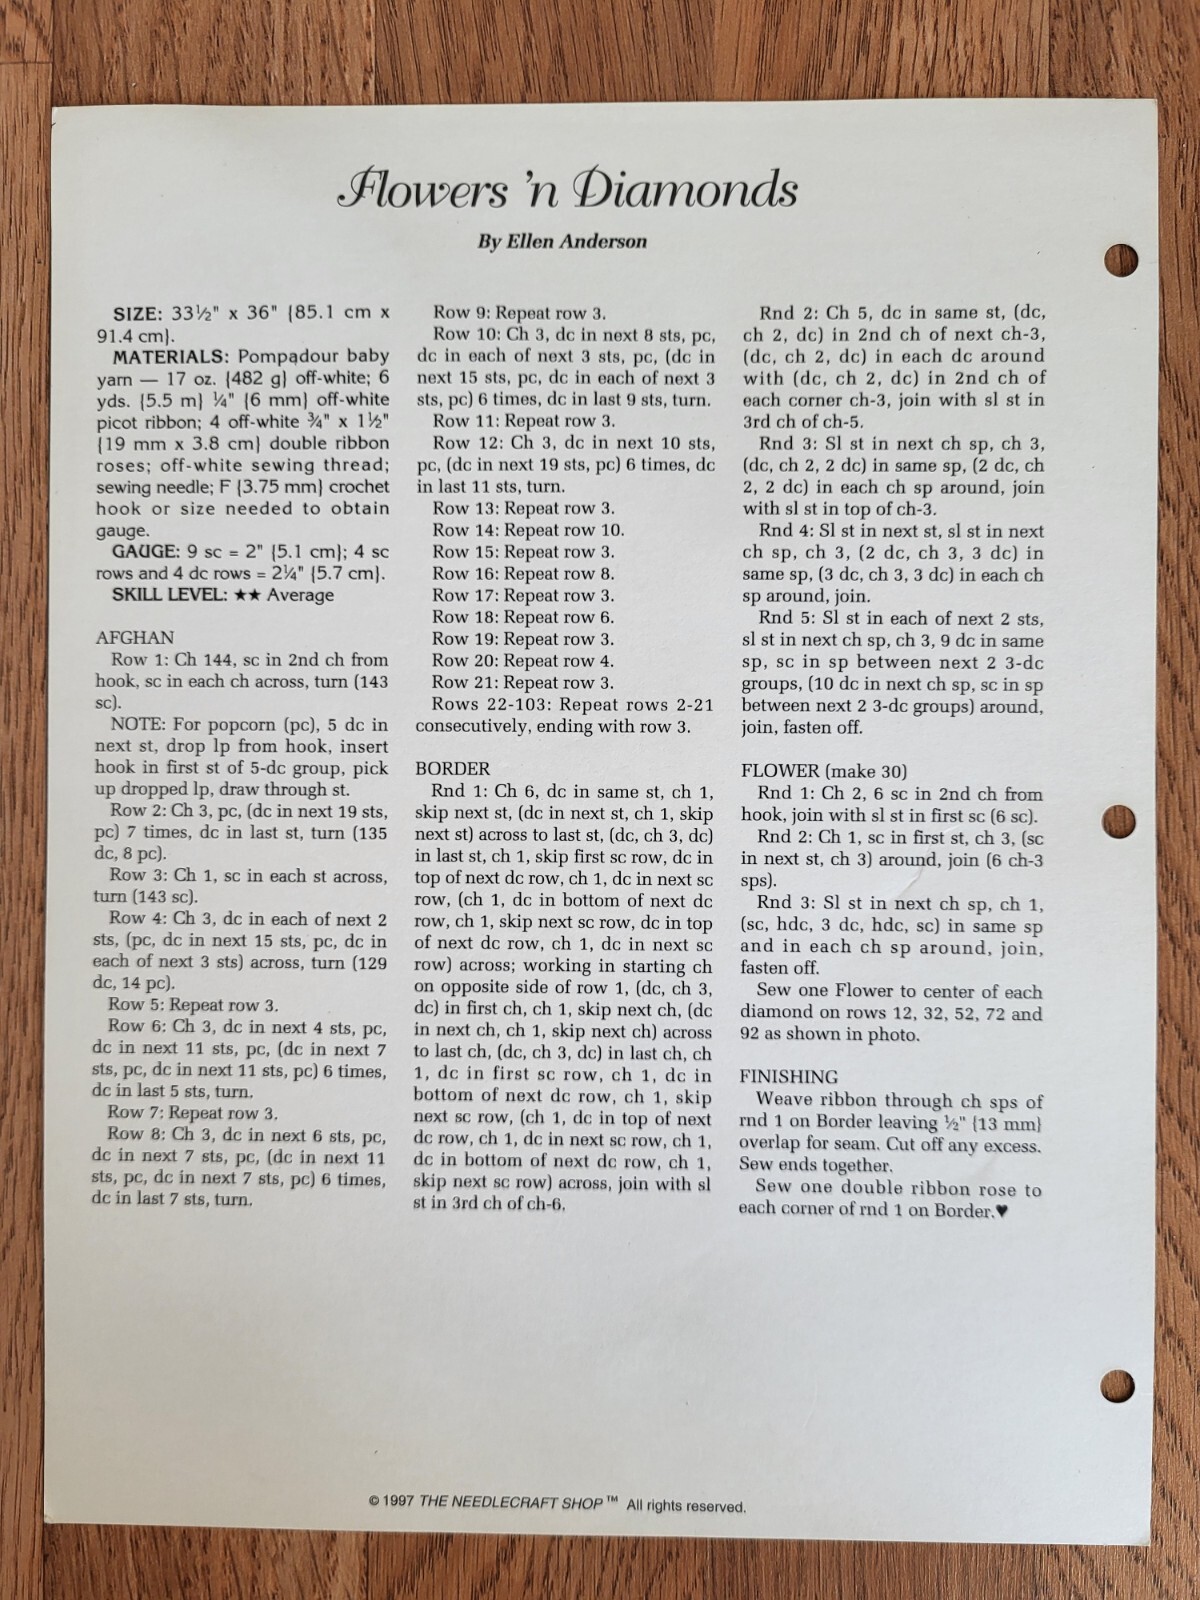 Flowers 'n Diamonds
By Ellen Anderson
SIZE: 33½" x 36" {85.1 cm x
91.4 cm}.
MATERIALS: Pompadour baby
yarn — 17 oz. {482 g} off-white; 6
yds. {5.5 m} ¼" {6 mm} off-white
picot ribbon; 4 off-white ¾" x 1½"
{19 mm x 3.8 cm} double ribbon
roses; off-white sewing thread;
sewing needle; F {3.75 mm} crochet
hook or size needed to obtain
gauge.
GAUGE: 9 sc = 2" {5.1 cm}; 4 sc
rows and 4 dc rows = 2¼" {5.7 cm}.
SKILL LEVEL: ★★ Average
AFGHAN
Row 1: Ch 144, sc in 2nd ch from
hook, sc in each ch across, turn (143
sc).
NOTE: For popcorn (pc), 5 dc in
next st, drop lp from hook, insert
hook in first st of 5-dc group, pick
up dropped lp, draw through st.
Row 2: Ch 3, pc, (dc in next 19 sts,
pc) 7 times, dc in last st, turn (135
dc, 8 pc).
Row 3: Ch 1, sc in each st across,
turn (143 sc).
Row 4: Ch 3, dc in each of next 2
sts, (pc, dc in next 15 sts, pc, dc in
each of next 3 sts) across, turn (129
dc, 14 pc).
Row 5: Repeat row 3.
Row 6: Ch 3, dc in next 4 sts, pc,
dc in next 11 sts, pc, (dc in next 7
sts, pc, dc in next 11 sts, pc) 6 times,
dc in last 5 sts, turn.
Row 7: Repeat row 3.
Row 8: Ch 3, dc in next 6 sts, pc,
dc in next 7 sts, pc, (dc in next 11
sts, pc, dc in next 7 sts, pc) 6 times,
dc in last 7 sts, turn.
Row 9: Repeat row 3.
Row 10: Ch 3, dc in next 8 sts, pc,
dc in each of next 3 sts, pc, (dc in
next 15 sts, pc, dc in each of next 3
sts, pc) 6 times, dc in last 9 sts, turn.
Row 11: Repeat row 3.
Row 12: Ch 3, dc in next 10 sts,
pc, (dc in next 19 sts, pc) 6 times, dc
in last 11 sts, turn.
Row 13: Repeat row 3.
Row 14: Repeat row 10.
Row 15: Repeat row 3.
Row 16: Repeat row 8.
Row 17: Repeat row 3.
Row 18: Repeat row 6.
Row 19: Repeat row 3.
Row 20: Repeat row 4.
Row 21: Repeat row 3.
Rows 22-103: Repeat rows 2-21
consecutively, ending with row 3.
BORDER
Rnd 1: Ch 6, dc in same st, ch 1,
skip next st, (dc in next st, ch 1, skip
next st) across to last st, (dc, ch 3, dc)
in last st, ch 1, skip first sc row, dc in
top of next dc row, ch 1, dc in next sc
row, (ch 1, dc in bottom of next dc
row, ch 1, skip next sc row, dc in top
of next dc row, ch 1, dc in next sc
row) across; working in starting ch
on opposite side of row 1, (dc, ch 3,
dc) in first ch, ch 1, skip next ch, (dc
in next ch, ch 1, skip next ch) across
to last ch, (dc, ch 3, dc) in last ch, ch
1, dc in first sc row, ch 1, dc in
bottom of next dc row, ch 1, skip
next sc row, (ch 1, dc in top of next
dc row, ch 1, dc in next sc row, ch 1,
dc in bottom of next dc row, ch 1,
skip next sc row) across, join with sl
st in 3rd ch of ch-6.
Rnd 2: Ch 5, dc in same st, (dc,
ch 2, dc) in 2nd ch of next ch-3,
(dc, ch 2, dc) in each dc around
with (dc, ch 2, dc) in 2nd ch of
each corner ch-3, join with sl st in
3rd ch of ch-5.
Rnd 3: Sl st in next ch sp, ch 3,
(dc, ch 2, 2 dc) in same sp, (2 dc, ch
2, 2 dc) in each ch sp around, join
with sl st in top of ch-3.
Rnd 4: Sl st in next st, sl st in next
ch sp, ch 3, (2 dc, ch 3, 3 dc) in
same sp, (3 dc, ch 3, 3 dc) in each ch
sp around, join.
Rnd 5: Sl st in each of next 2 sts,
sl st in next ch sp, ch 3, 9 dc in same
sp, sc in sp between next 2 3-dc
groups, (10 dc in next ch sp, sc in sp
between next 2 3-dc groups) around,
join, fasten off.
FLOWER (make 30)
Rnd 1: Ch 2, 6 sc in 2nd ch from
hook, join with sl st in first sc (6 sc).
Rnd 2: Ch 1, sc in first st, ch 3, (sc
in next st, ch 3) around, join (6 ch-3
sps).
Rnd 3: Sl st in next ch sp, ch 1,
(sc, hdc, 3 dc, hdc, sc) in same sp
and in each ch sp around, join,
fasten off.
Sew one Flower to center of each
diamond on rows 12, 32, 52, 72 and
92 as shown in photo.
FINISHING
Weave ribbon through ch sps of
rnd 1 on Border leaving ½" {13 mm}
overlap for seam. Cut off any excess.
Sew ends together.
Sew one double ribbon rose to
each corner of rnd 1 on Border.♥
© 1997 THE NEEDLECRAFT SHOP™ All rights reserved.